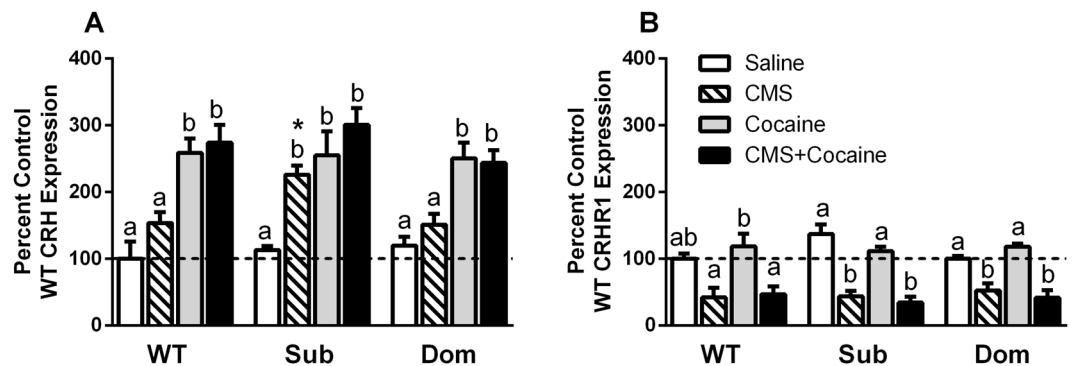 A
Percent Control
WT CRH Expression
400
300
200
100
0
a
a
b
b
a
*
b
b
b
a
a
b
b
WT
Sub
Dom
B
Percent Control
WT CRHR1 Expression
400
300
200
100
0
Saline
CMS
Cocaine
CMS+Cocaine
ab
a
b
a
a
b
a
b
a
b
a
b
WT
Sub
Dom